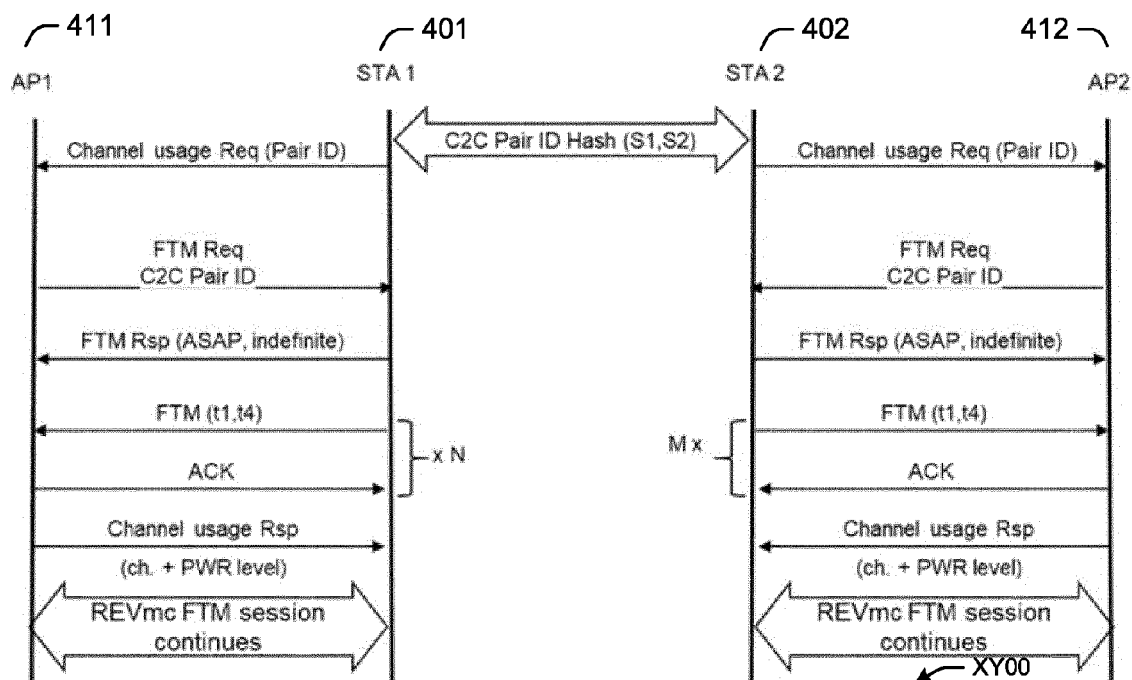 411
401
402
412
AP1
STA 1
STA 2
AP2
C2C Pair ID Hash (S1,S2)
Channel usage Req (Pair ID)
Channel usage Req (Pair ID)
FTM Req
C2C Pair ID
FTM Req
C2C Pair ID
FTM Rsp (ASAP, indefinite)
FTM Rsp (ASAP, indefinite)
FTM (t1,t4)
FTM (t1,t4)
x N
M x
ACK
ACK
Channel usage Rsp
(ch. + PWR level)
Channel usage Rsp
(ch. + PWR level)
REVmc FTM session
continues
REVmc FTM session
continues
XY00